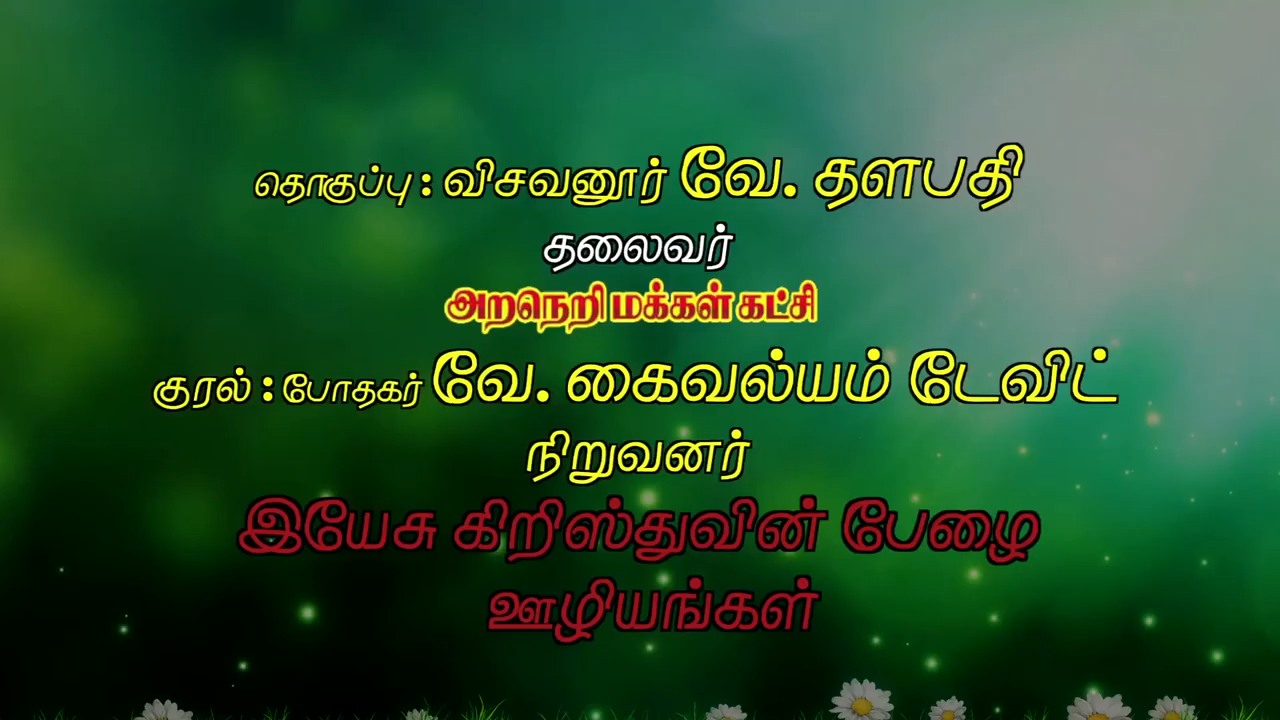 தொகுப்பு : விசவனூர் வே. தளபதி
தலைவர்
அறநெறி மக்கள் கட்சி
குரல் : போதகர் வே. கைவல்யம் டேவிட்
நிறுவனர்
இயேசு கிறிஸ்துவின் பேழை
ஊழியங்கள்